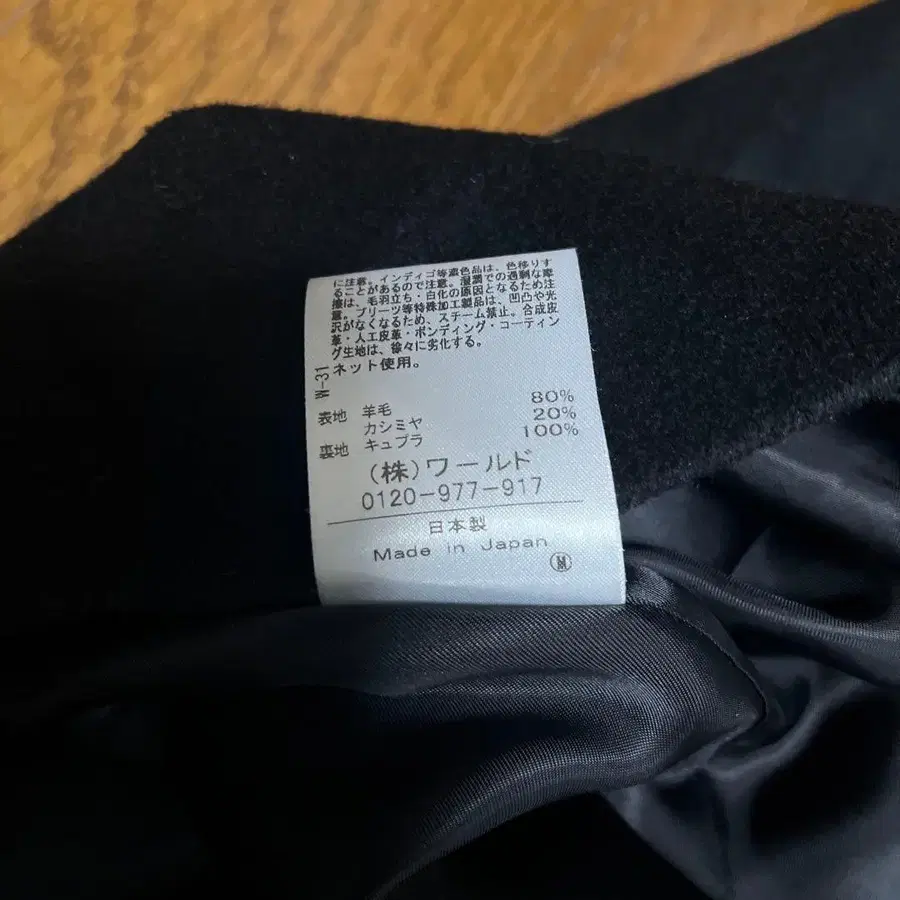 に注意。インディゴ等濃色品は、色移りす
ることがあるので注意。湿潤での過剰な摩
擦は、毛羽立ち・白化の原因となるため注
意。プリーツ等特殊加工製品は、凹凸や光
沢がなくなるため、スチーム禁止。合成皮
革・人工皮革・ボンディング・コーティン
グ生地は、徐々に劣化する。
ネット使用。
W-31
表地 羊毛 80%
カシミヤ 20%
裏地 キュプラ 100%
(株)ワールド
0120-977-917
日本製
Made in Japan